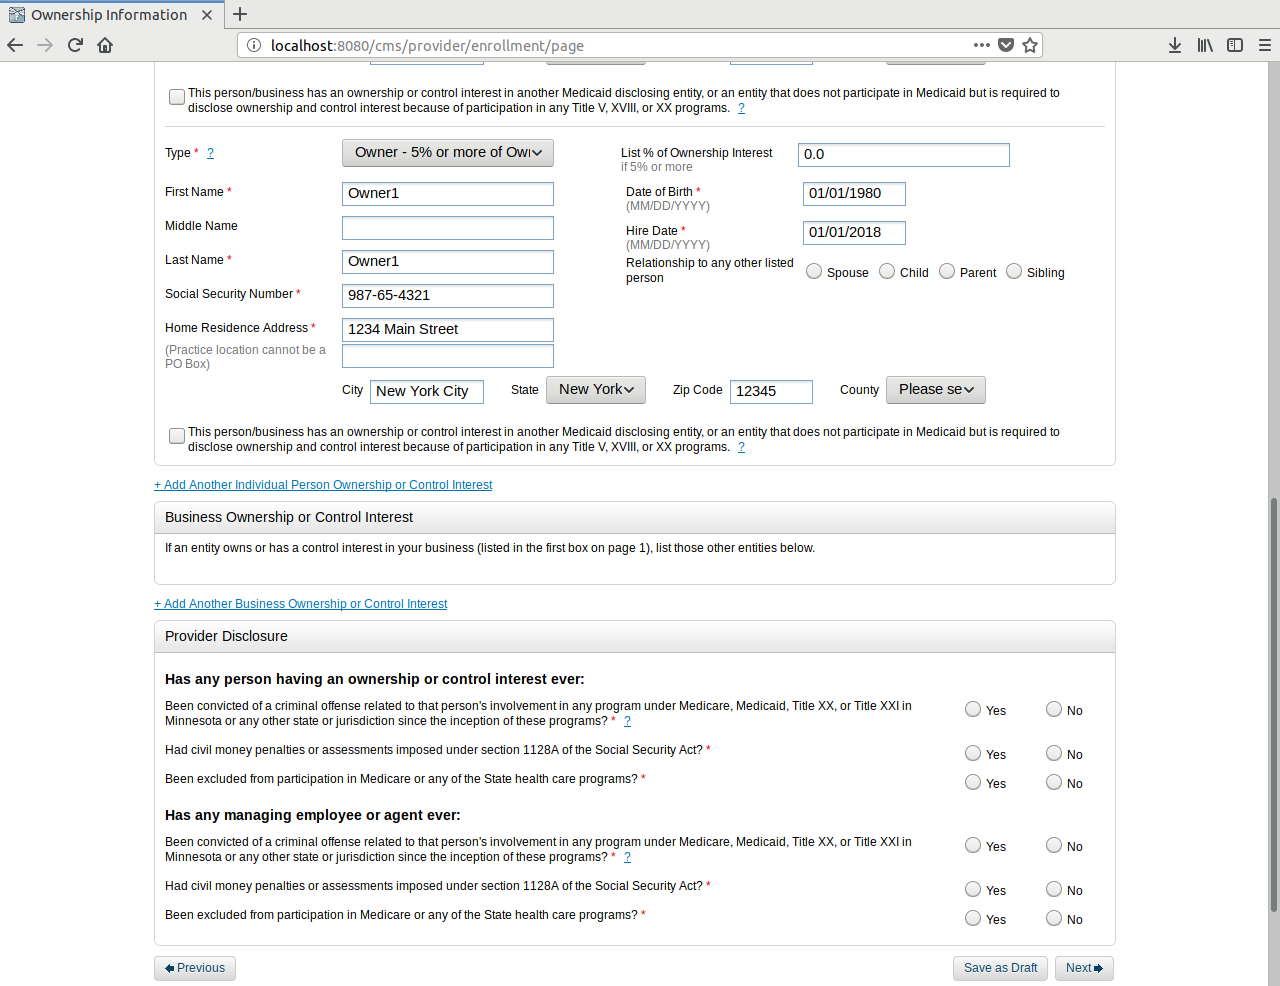 Ownership Information
localhost:8080/cms/provider/enrollment/page
This person/business has an ownership or control interest in another Medicaid disclosing entity, or an entity that does not participate in Medicaid but is required to
disclose ownership and control interest because of participation in any Title V, XVIII, or XX programs. ?
Type * ? Owner - 5% or more of Own List % of Ownership Interest 0.0
if 5% or more
First Name * Owner1 Date of Birth * 01/01/1980
(MM/DD/YYYY)
Middle Name
Hire Date * 01/01/2018
(MM/DD/YYYY)
Last Name * Owner1 Relationship to any other listed
person Spouse Child Parent Sibling
Social Security Number * 987-65-4321
Home Residence Address * 1234 Main Street
(Practice location cannot be a
PO Box)
City New York City State New York Zip Code 12345 County Please se
This person/business has an ownership or control interest in another Medicaid disclosing entity, or an entity that does not participate in Medicaid but is required to
disclose ownership and control interest because of participation in any Title V, XVIII, or XX programs. ?
+ Add Another Individual Person Ownership or Control Interest
Business Ownership or Control Interest
If an entity owns or has a control interest in your business (listed in the first box on page 1), list those other entities below.
+ Add Another Business Ownership or Control Interest
Provider Disclosure
Has any person having an ownership or control interest ever:
Been convicted of a criminal offense related to that person's involvement in any program under Medicare, Medicaid, Title XX, or Title XXI in
Minnesota or any other state or jurisdiction since the inception of these programs? * ? Yes No
Had civil money penalties or assessments imposed under section 1128A of the Social Security Act? * Yes No
Been excluded from participation in Medicare or any of the State health care programs? * Yes No
Has any managing employee or agent ever:
Been convicted of a criminal offense related to that person's involvement in any program under Medicare, Medicaid, Title XX, or Title XXI in
Minnesota or any other state or jurisdiction since the inception of these programs? * ? Yes No
Had civil money penalties or assessments imposed under section 1128A of the Social Security Act? * Yes No
Been excluded from participation in Medicare or any of the State health care programs? * Yes No
Previous Save as Draft Next